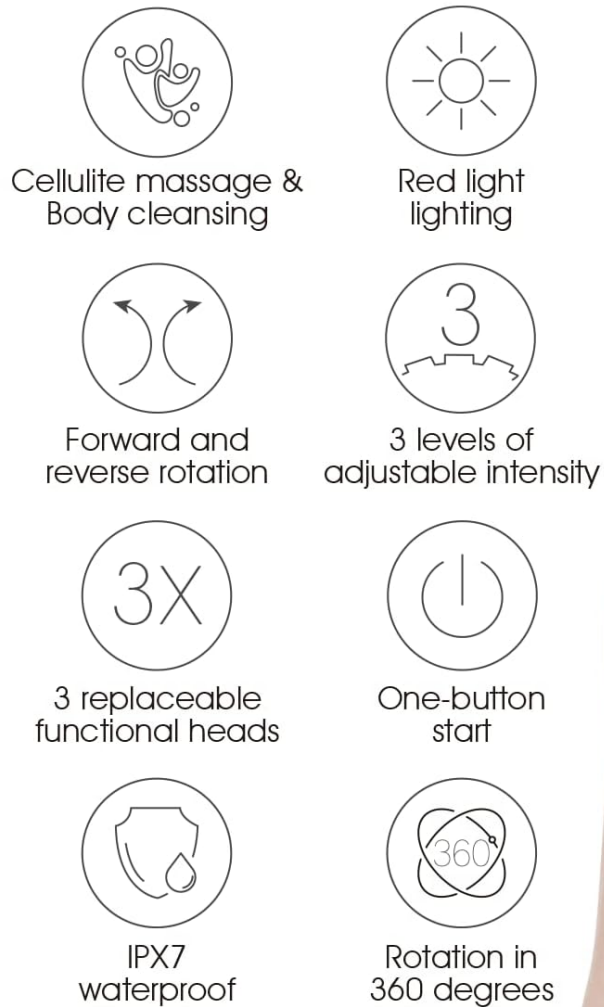 Cellulite massage &
Body cleansing
Red light
lighting
Forward and
reverse rotation
3
3 levels of
adjustable intensity
3X
3 replaceable
functional heads
One-button
start
IPX7
waterproof
360°
Rotation in
360 degrees